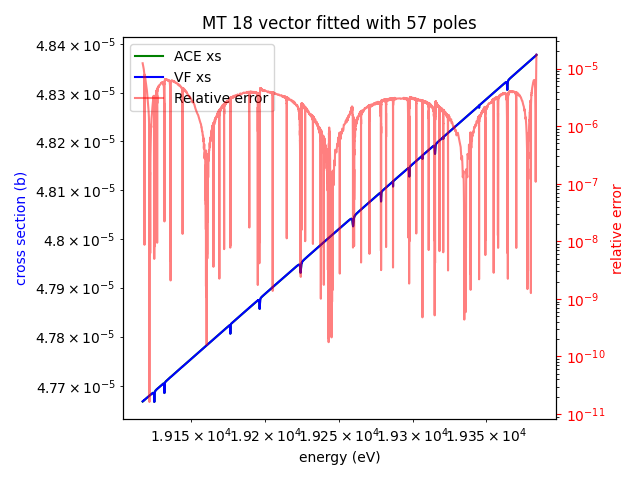 MT 18 vector fitted with 57 poles
ACE xs
VF xs
Relative error
cross section (b)
4.84 × 10⁻⁵
4.83 × 10⁻⁵
4.82 × 10⁻⁵
4.81 × 10⁻⁵
4.8 × 10⁻⁵
4.79 × 10⁻⁵
4.78 × 10⁻⁵
4.77 × 10⁻⁵
10⁻⁵
10⁻⁶
10⁻⁷
10⁻⁸
10⁻⁹
10⁻¹⁰
10⁻¹¹
relative error
1.915 × 10⁴ 1.92 × 10⁴ 1.925 × 10⁴ 1.93 × 10⁴ 1.935 × 10⁴
energy (eV)